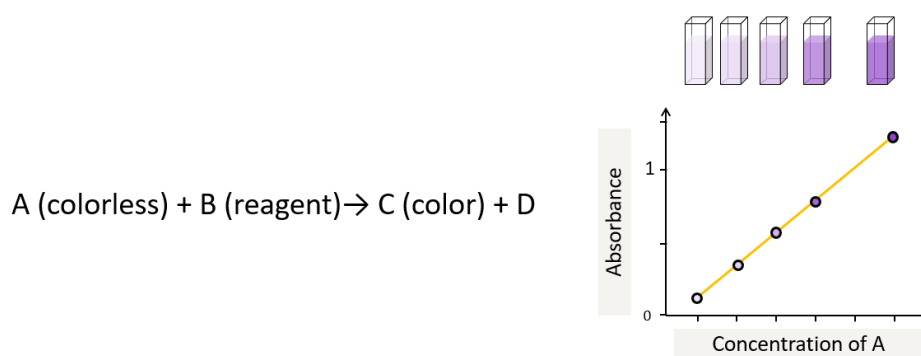 A (colorless) + B (reagent)→ C (color) + D
Absorbance
1
0
Concentration of A